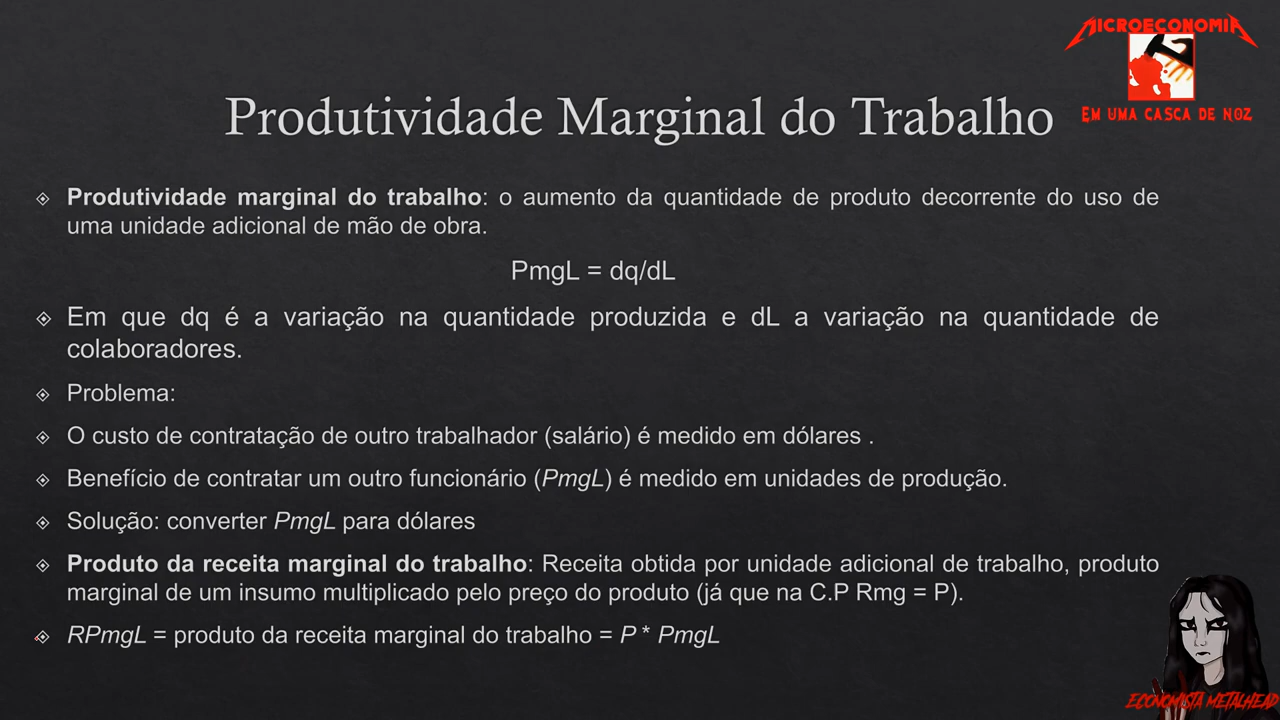 MICROECONOMIA
EM UMA CASCA DE NOZ
Produtividade Marginal do Trabalho
Produtividade marginal do trabalho: o aumento da quantidade de produto decorrente do uso de
uma unidade adicional de mão de obra.
PmgL = dq/dL
Em que dq é a variação na quantidade produzida e dL a variação na quantidade de
colaboradores.
Problema:
O custo de contratação de outro trabalhador (salário) é medido em dólares .
Benefício de contratar um outro funcionário (PmgL) é medido em unidades de produção.
Solução: converter PmgL para dólares
Produto da receita marginal do trabalho: Receita obtida por unidade adicional de trabalho, produto
marginal de um insumo multiplicado pelo preço do produto (já que na C.P Rmg = P).
RPmgL = produto da receita marginal do trabalho = P * PmgL
ECONOMISTA METALHEAD